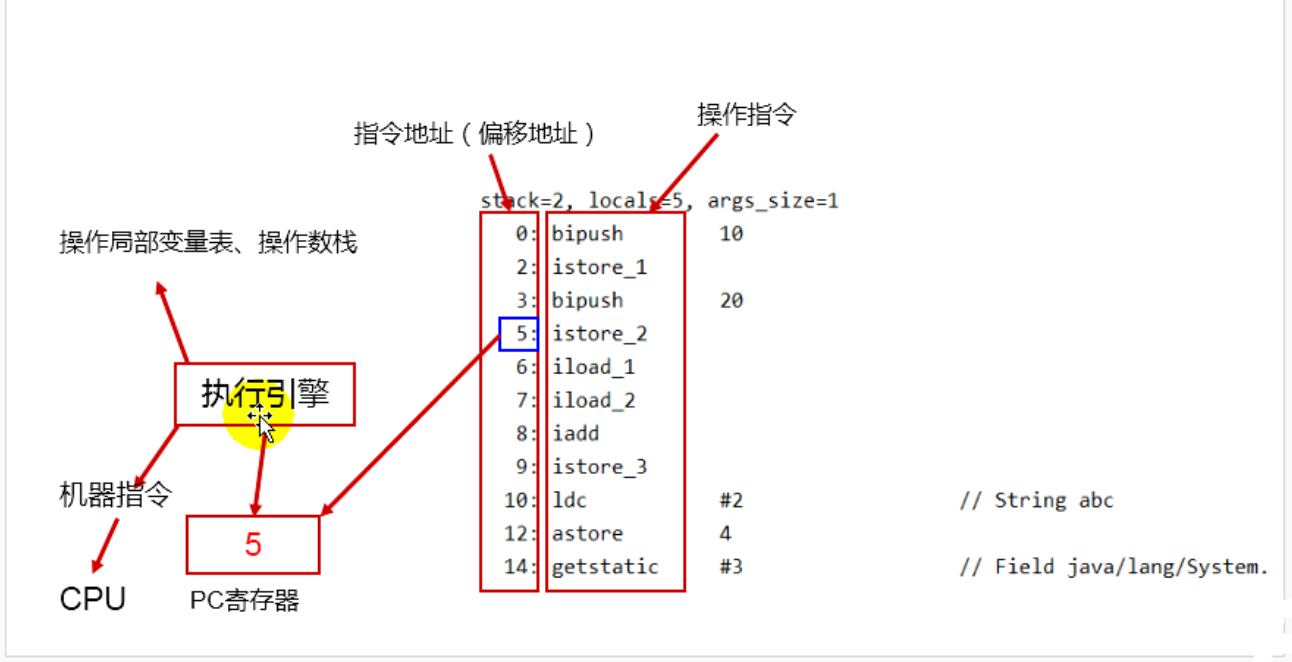 操作指令
指令地址（偏移地址）
stack=2, locals=5, args_size=1
0: bipush 10
2: istore_1
3: bipush 20
5: istore_2
6: iload_1
7: iload_2
8: iadd
9: istore_3
10: ldc #2 // String abc
12: astore 4
14: getstatic #3 // Field java/lang/System.
操作局部变量表、操作数栈
执行引擎
机器指令
5
CPU
PC寄存器